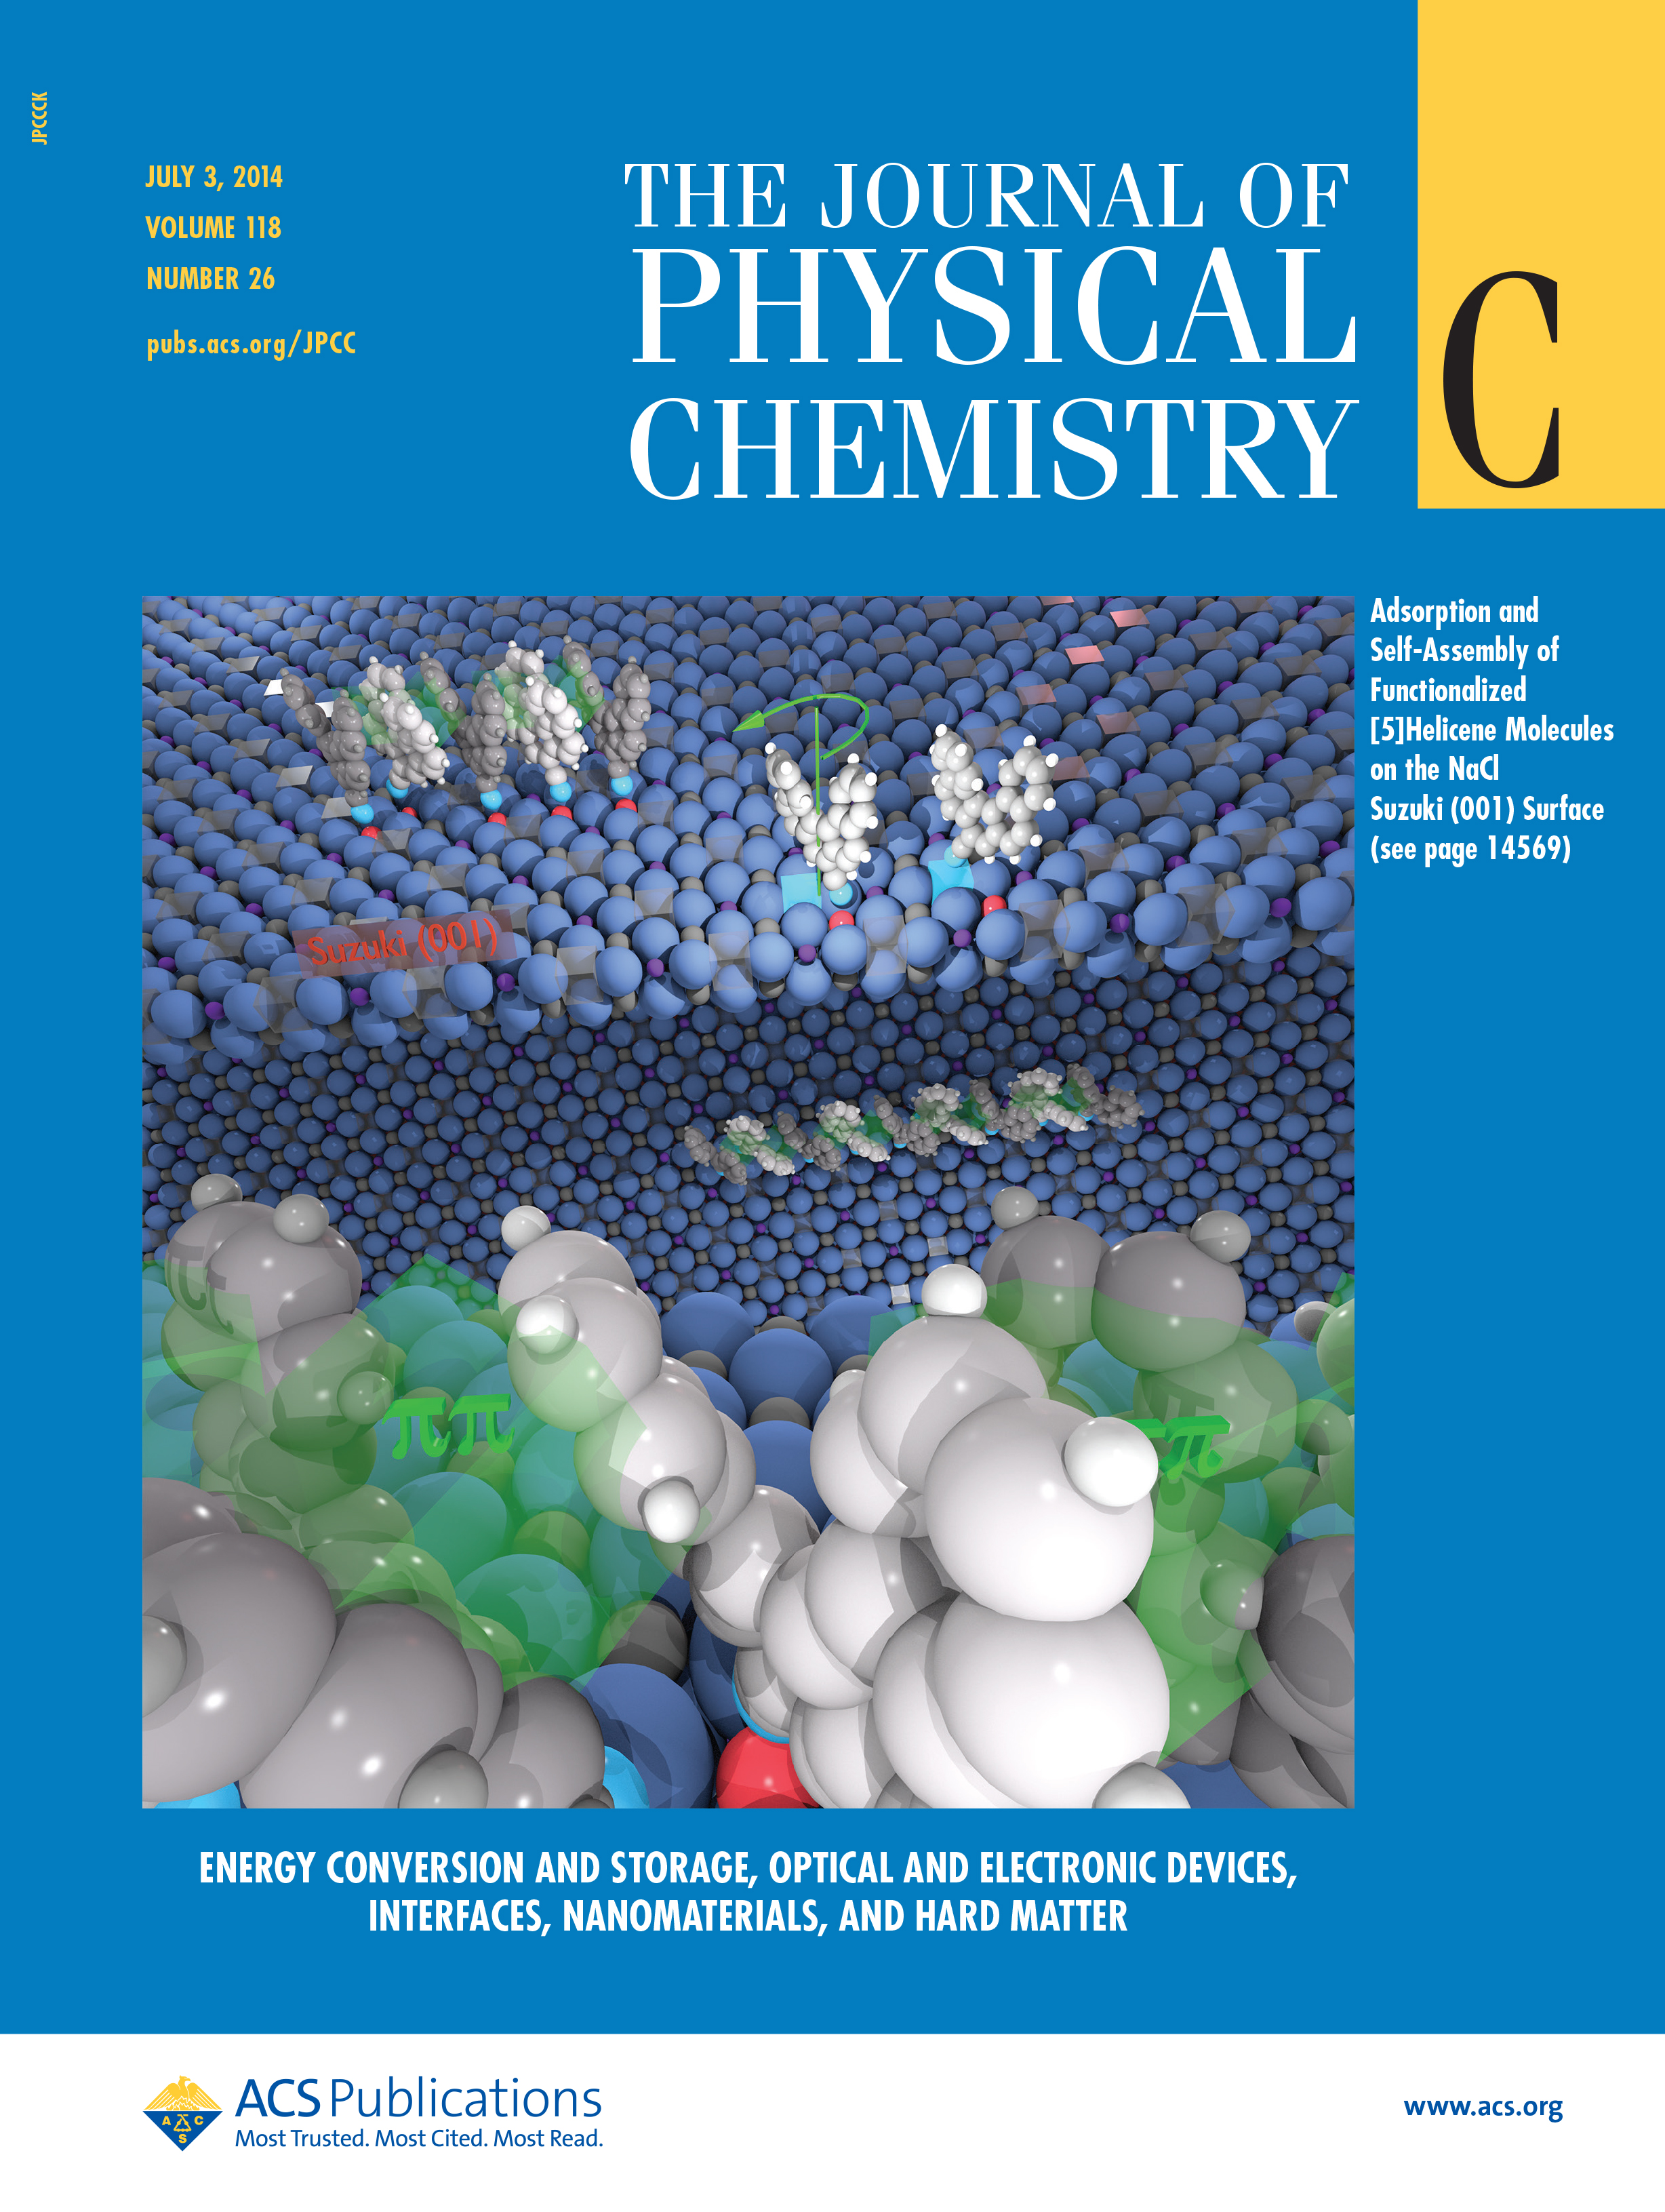 JPCCCK
JULY 3, 2014
VOLUME 118
NUMBER 26
pubs.acs.org/JPCC
THE JOURNAL OF
PHYSICAL
CHEMISTRY
C
Adsorption and
Self-Assembly of
Functionalized
[5]Helicene Molecules
on the NaCl
Suzuki (001) Surface
(see page 14569)
Suzuki (001)
ππ
π
ENERGY CONVERSION AND STORAGE, OPTICAL AND ELECTRONIC DEVICES,
INTERFACES, NANOMATERIALS, AND HARD MATTER
A C S
ACS Publications
Most Trusted. Most Cited. Most Read.
www.acs.org